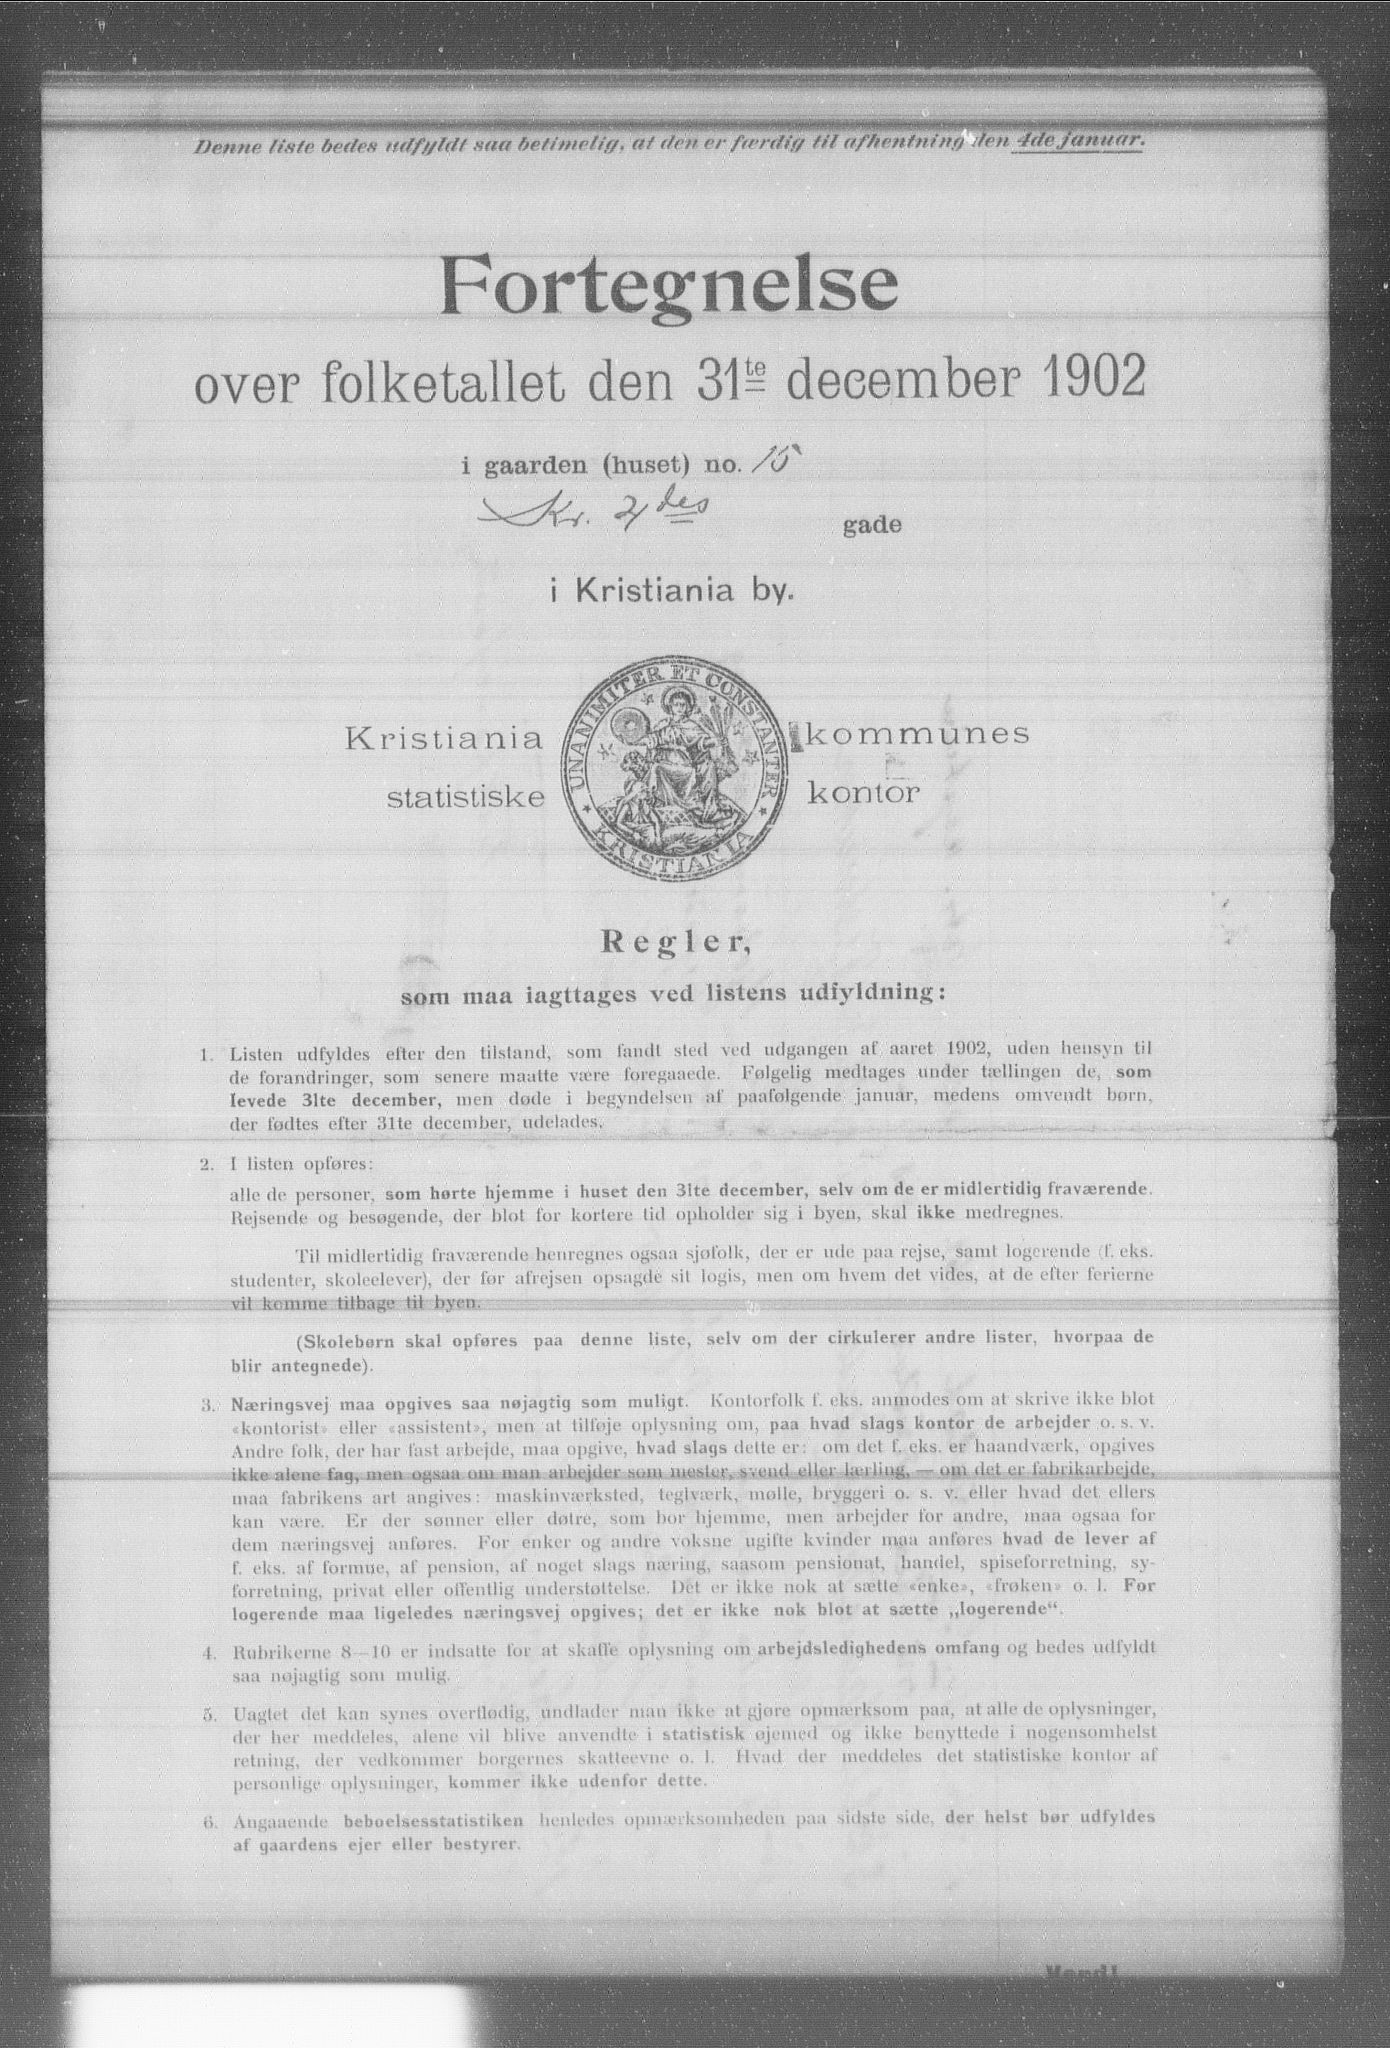 Denne liste bedes udfyldt saa betimelig, at den er færdig til afhentning den 4de januar.
Fortegnelse
over folketallet den 31te december 1902
i gaarden (huset) no. 15
Kr. 2des gade
i Kristiania by.
UNANIMITER ET CONSTANTER
KRISTIANIA
Kristiania kommunes
statistiske kontor
Regler,
som maa iagttages ved listens udfyldning:
1. Listen udfyldes efter den tilstand, som fandt sted ved udgangen af aaret 1902, uden hensyn til
de forandringer, som senere maatte være foregaaede. Følgelig medtages under tællingen de, som
levede 31te december, men døde i begyndelsen af paafølgende januar, medens omvendt børn,
der fødtes efter 31te december, udelades.
2. I listen opføres:
alle de personer, som hørte hjemme i huset den 31te december, selv om de er midlertidig fraværende.
Rejsende og besøgende, der blot for kortere tid opholder sig i byen, skal ikke medregnes.
Til midlertidig fraværende henregnes ogsaa sjøfolk, der er ude paa rejse, samt logerende (f. eks.
studenter, skoleelever), der før afrejsen opsagde sit logis, men om hvem det vides, at de efter ferierne
vil komme tilbage til byen.
(Skolebørn skal opføres paa denne liste, selv om der cirkulerer andre lister, hvorpaa de
blir antegnede).
3. Næringsvej maa opgives saa nøjagtig som muligt. Kontorfolk f. eks. anmodes om at skrive ikke blot
«kontorist» eller «assistent», men at tilføje oplysning om, paa hvad slags kontor de arbejder o. s. v.
Andre folk, der har fast arbejde, maa opgive, hvad slags dette er: om det f. eks. er haandværk, opgives
ikke alene fag, men ogsaa om man arbejder som mester, svend eller lærling, — om det er fabrikarbejde,
maa fabrikens art angives: maskinværksted, teglværk, mølle, bryggeri o. s. v. eller hvad det ellers
kan være. Er der sønner eller døtre, som bor hjemme, men arbejder for andre, maa ogsaa for
dem næringsvej anføres. For enker og andre voksne ugifte kvinder maa anføres hvad de lever af
f. eks. af formue, af pension, af noget slags næring, saasom pensionat, handel, spiseforretning, sy-
forretning, privat eller offentlig understøttelse. Det er ikke nok at sætte «enke», «frøken» o. l. For
logerende maa ligeledes næringsvej opgives; det er ikke nok blot at sætte „logerende“.
4. Rubrikerne 8—10 er indsatte for at skaffe oplysning om arbejdsledighedens omfang og bedes udfyldt
saa nøjagtig som mulig.
5. Uagtet det kan synes overflødig, undlader man ikke at gjøre opmærksom paa, at alle de oplysninger,
der her meddeles, alene vil blive anvendte i statistisk øjemed og ikke benyttede i nogensomhelst
retning, der vedkommer borgernes skatteevne o. l. Hvad der meddeles det statistiske kontor af
personlige oplysninger, kommer ikke udenfor dette.
6. Angaaende beboelsesstatistiken henledes opmærksomheden paa sidste side, der helst bør udfyldes
af gaardens ejer eller bestyrer.
Vend!